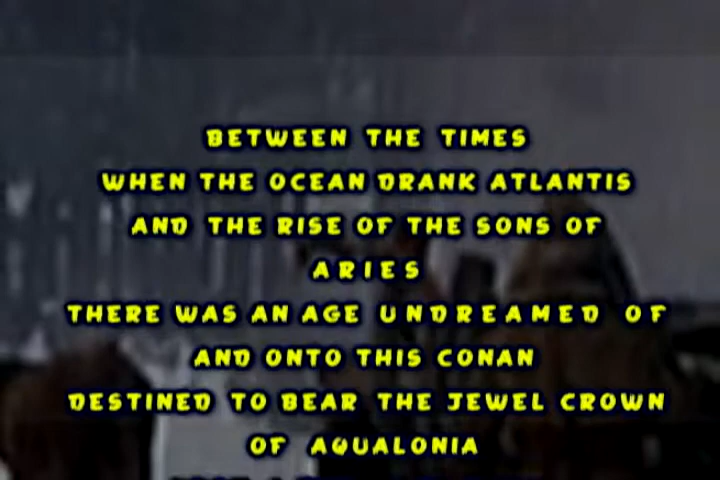 BETWEEN THE TIMES
WHEN THE OCEAN DRANK ATLANTIS
AND THE RISE OF THE SONS OF
ARIES
THERE WAS AN AGE UNDREAMED OF
AND ONTO THIS CONAN
DESTINED TO BEAR THE JEWEL CROWN
OF AQUALONIA